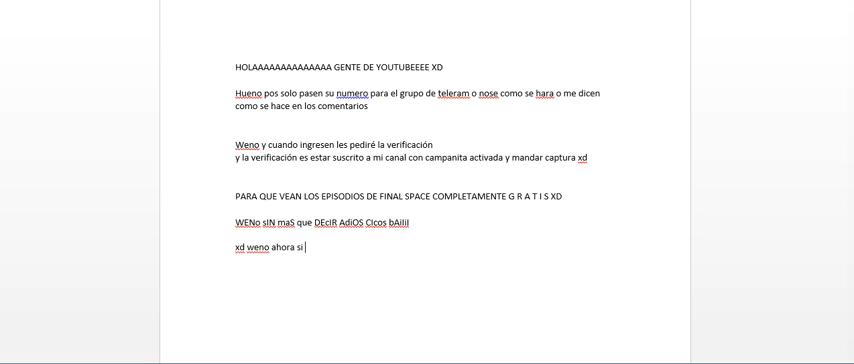 HOLAAAAAAAAAAAAAA GENTE DE YOUTUBEEEE XD
Hueno pos solo pasen su numero para el grupo de teleram o nose como se hara o me dicen
como se hace en los comentarios
Weno y cuando ingresen les pediré la verificación
y la verificación es estar suscrito a mi canal con campanita activada y mandar captura xd
PARA QUE VEAN LOS EPISODIOS DE FINAL SPACE COMPLETAMENTE G R A T I S XD
WENo sIN maS que DEcIR AdiOS CIcos bAiIiI
xd weno ahora si